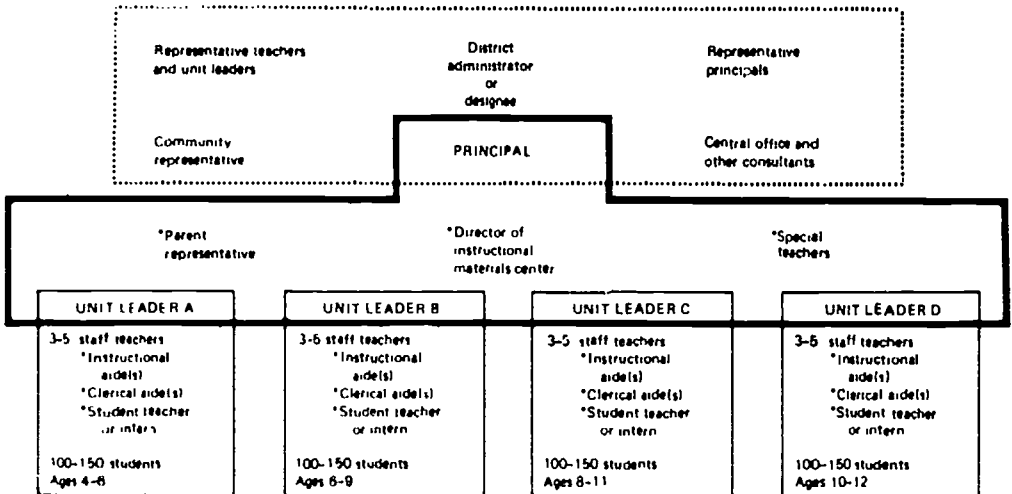 Representative teachers
and unit leaders
District
administrator
or
designee
Representative
principals
Community
representative
PRINCIPAL
Central office and
other consultants
*Parent
representative
*Director of
instructional
materials center
*Special
teachers
UNIT LEADER A
3-5 staff teachers
*Instructional
aide(s)
*Clerical aide(s)
*Student teacher
or intern
100-150 students
Ages 4-6
UNIT LEADER B
3-5 staff teachers
*Instructional
aide(s)
*Clerical aide(s)
*Student teacher
or intern
100-150 students
Ages 6-9
UNIT LEADER C
3-5 staff teachers
*Instructional
aide(s)
*Clerical aide(s)
*Student teacher
or intern
100-150 students
Ages 8-11
UNIT LEADER D
3-5 staff teachers
*Instructional
aide(s)
*Clerical aide(s)
*Student teacher
or intern
100-150 students
Ages 10-12